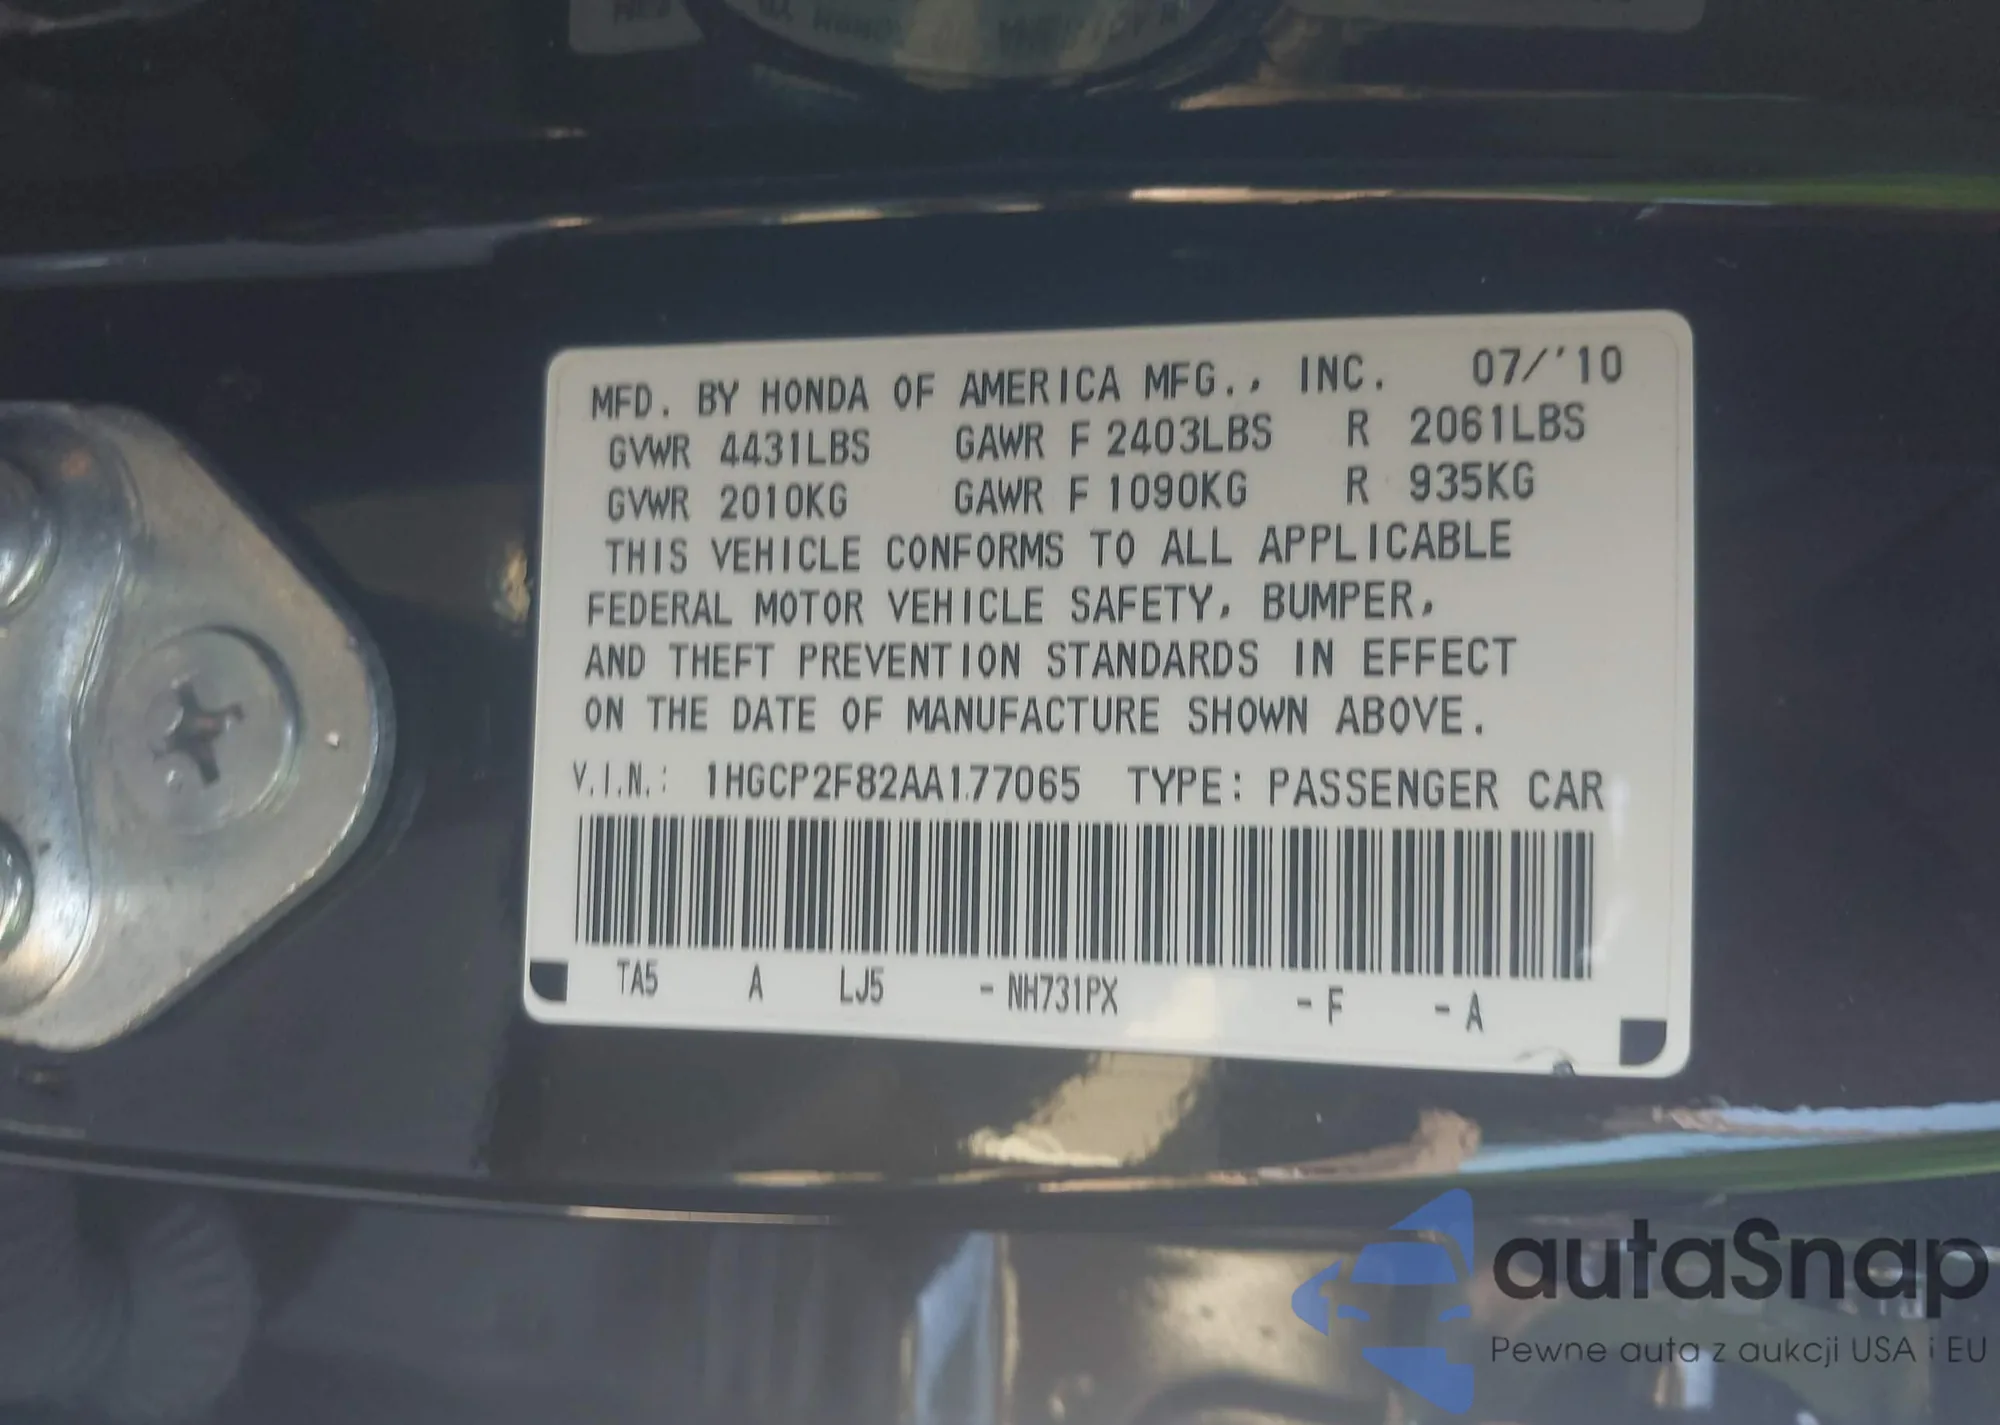 MFD. BY HONDA OF AMERICA MFG., INC. 07/'10
GVWR 4431LBS GAWR F 2403LBS R 2061LBS
GVWR 2010KG GAWR F 1090KG R 935KG
THIS VEHICLE CONFORMS TO ALL APPLICABLE
FEDERAL MOTOR VEHICLE SAFETY, BUMPER,
AND THEFT PREVENTION STANDARDS IN EFFECT
ON THE DATE OF MANUFACTURE SHOWN ABOVE.
V.I.N.: 1HGCP2F82AA177065 TYPE: PASSENGER CAR
TA5 A LJ5 -NH731PX -F -A
autaSnap
Pewne auta z aukcji USA i EU